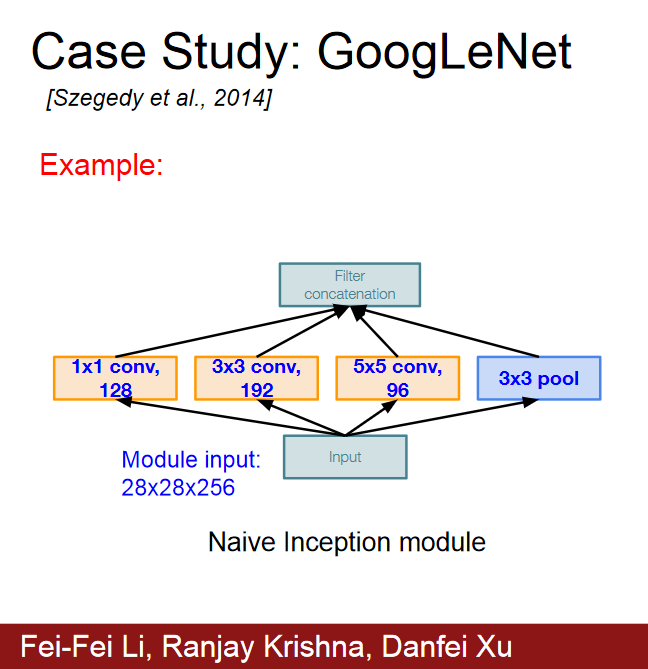 Case Study: GoogLeNet
[Szegedy et al., 2014]
Example:
Filter
concatenation
1x1 conv,
128
3x3 conv,
192
5x5 conv,
96
3x3 pool
Input
Module input:
28x28x256
Naive Inception module
Fei-Fei Li, Ranjay Krishna, Danfei Xu